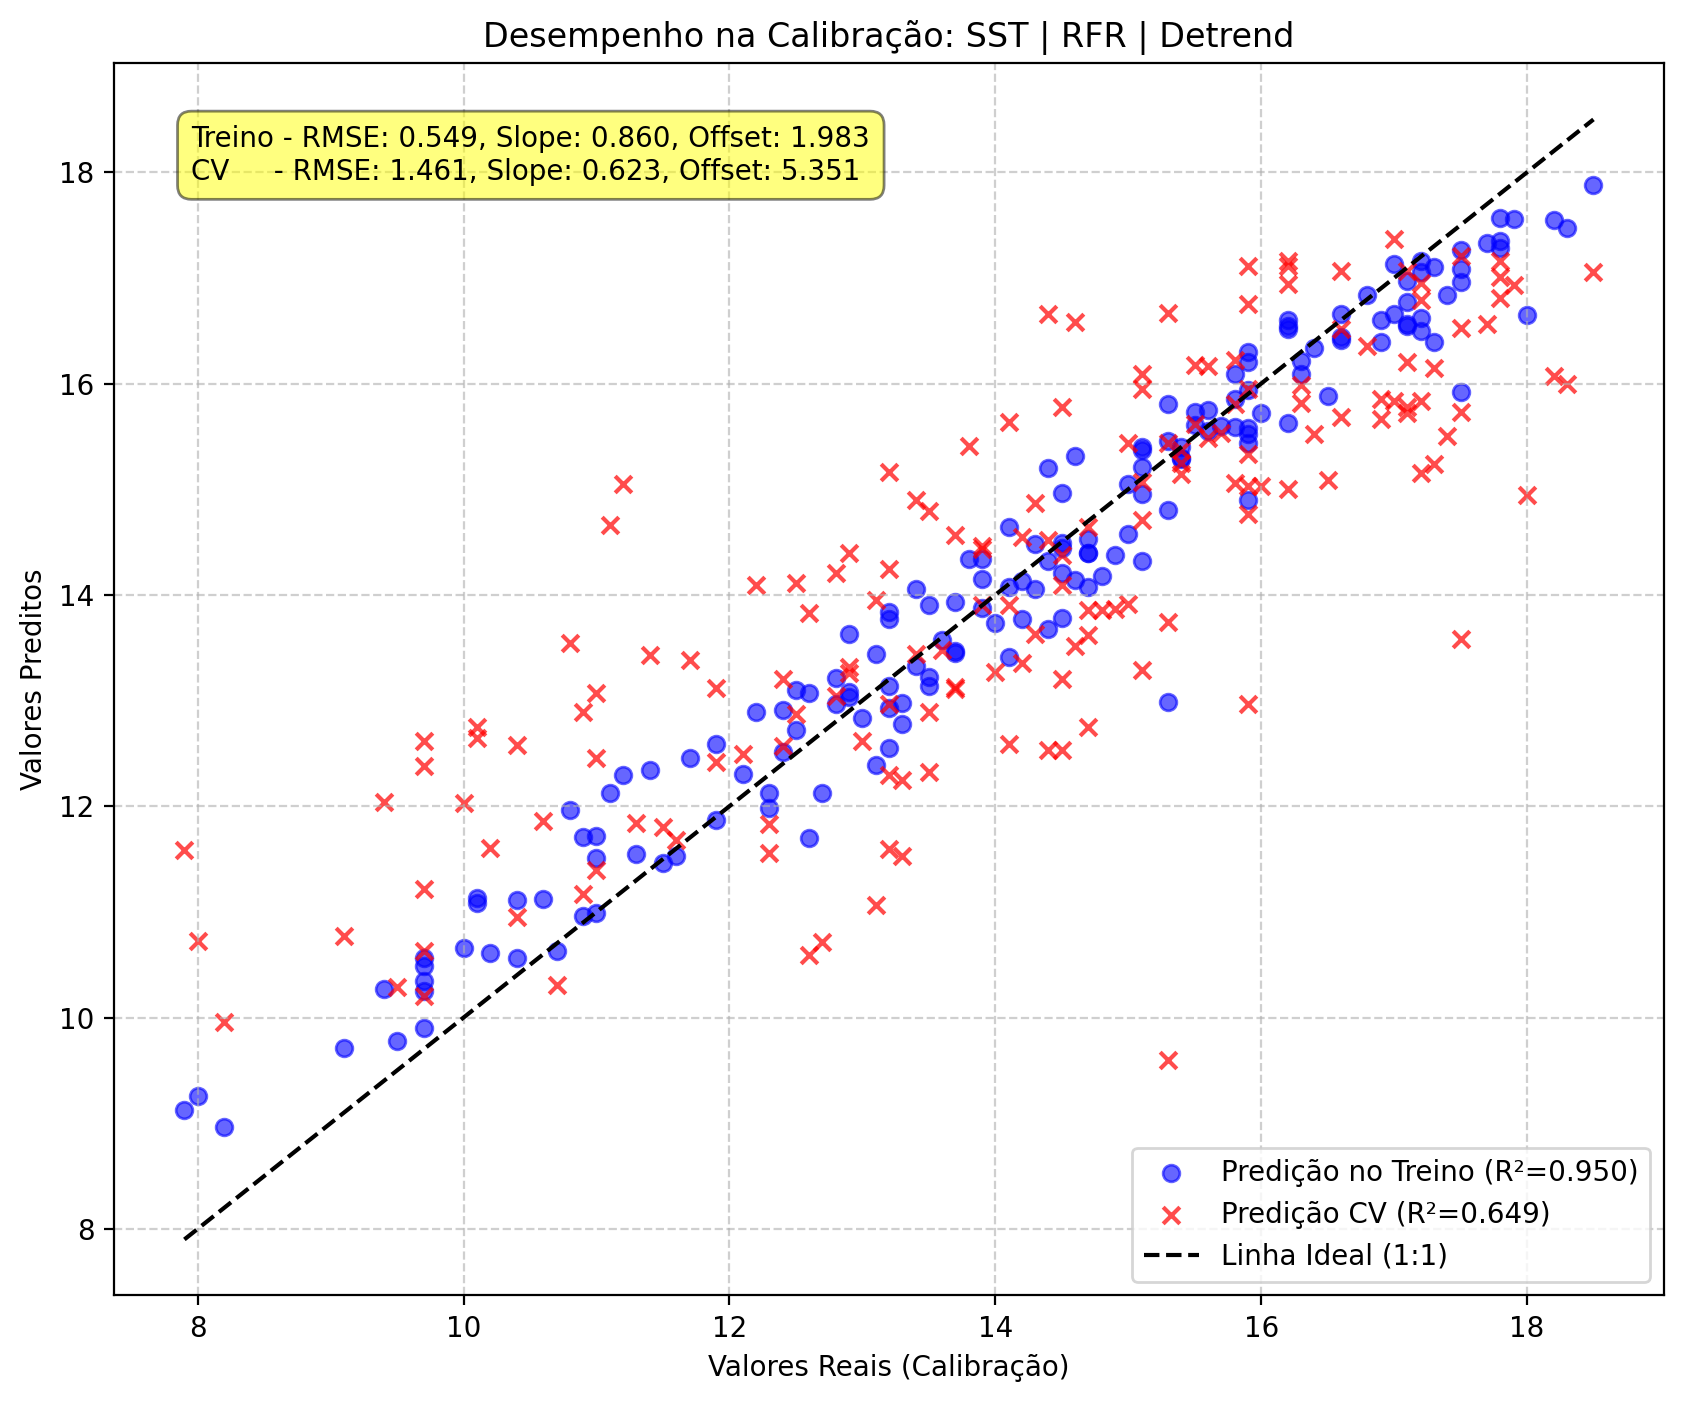 Desempenho na Calibração: SST | RFR | Detrend
Treino - RMSE: 0.549, Slope: 0.860, Offset: 1.983
CV - RMSE: 1.461, Slope: 0.623, Offset: 5.351
18
16
14
12
10
8
Valores Preditos
Predição no Treino (R²=0.950)
Predição CV (R²=0.649)
Linha Ideal (1:1)
8 10 12 14 16 18
Valores Reais (Calibração)